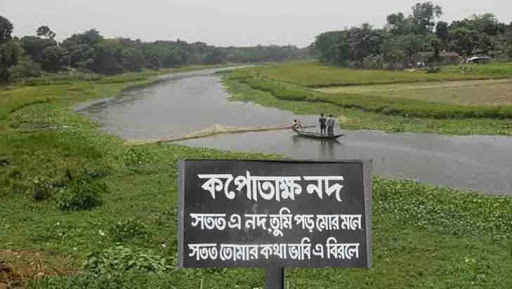 কপোতাক্ষ নদ
সতত এ নদ,তুমি পড় মোর মনে
সতত তোমার কথা ভাবি এ বিরলে